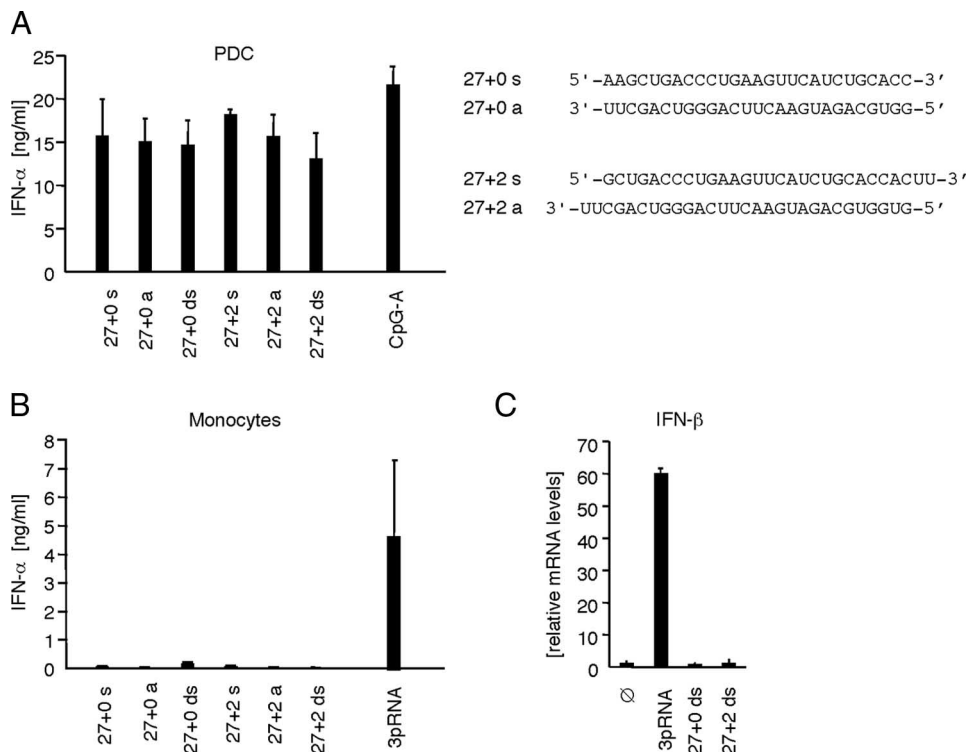 A
PDC
IFN-α [ng/ml]
25
20
15
10
5
0
27+0 s
27+0 a
27+0 ds
27+2 s
27+2 a
27+2 ds
CpG-A
27+0 s 5'-AAGCUGACCCUGAAGUUCAUCUGCACC-3’
27+0 a 3'-UUCGACUGGGACUUCAAGUAGACGUGG-5’
27+2 s 5'-GCUGACCCUGAAGUUCAUCUGCACCACUU-3’
27+2 a 3'-UUCGACUGGGACUUCAAGUAGACGUGGUG-5’
B
Monocytes
IFN-α [ng/ml]
8
7
6
5
4
3
2
1
0
27+0 s
27+0 a
27+0 ds
27+2 s
27+2 a
27+2 ds
3pRNA
C
IFN-β
[relative mRNA levels]
70
60
50
40
30
20
10
0
∅
3pRNA
27+0 ds
27+2 ds